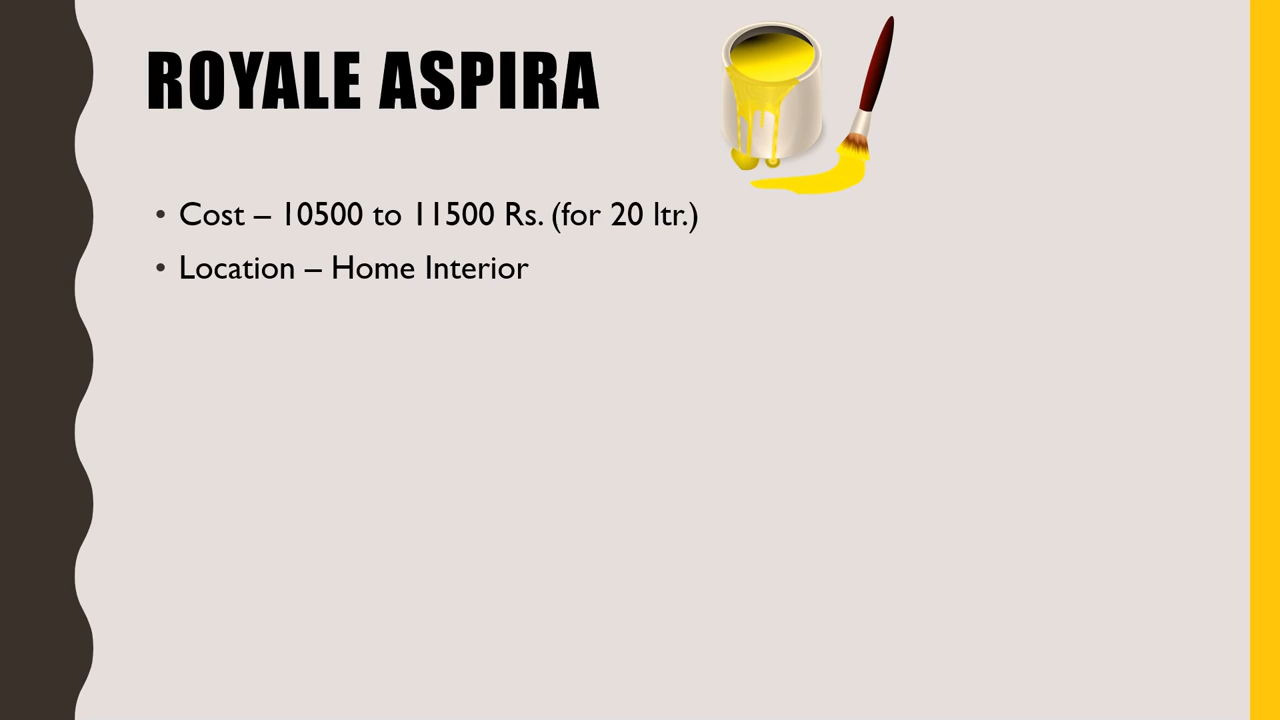 ROYALE ASPIRA
• Cost – 10500 to 11500 Rs. (for 20 ltr.)
• Location – Home Interior